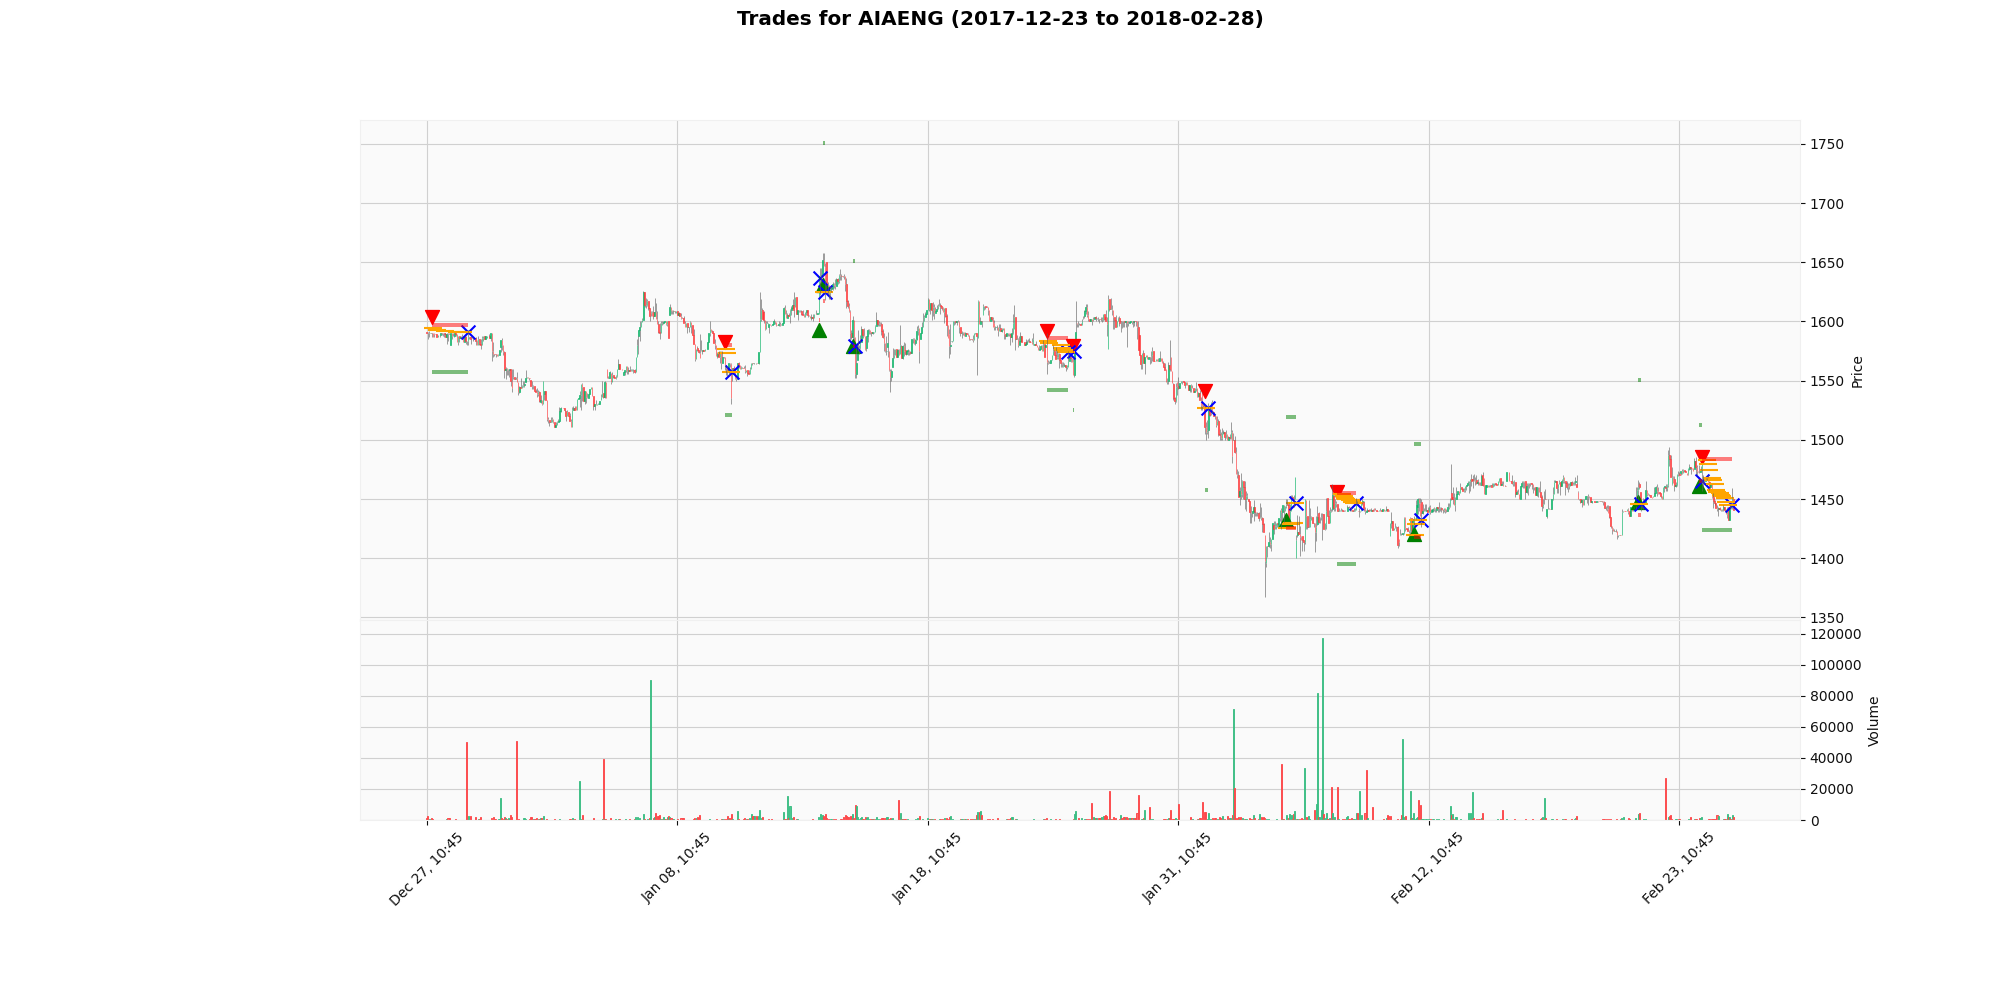 Trades for AIAENG (2017-12-23 to 2018-02-28)
1750
1700
1650
1600
1550
1500
1450
1400
1350
Price
120000
100000
80000
60000
40000
20000
0
Volume
Dec 27, 10:45
Jan 08, 10:45
Jan 18, 10:45
Jan 31, 10:45
Feb 12, 10:45
Feb 23, 10:45